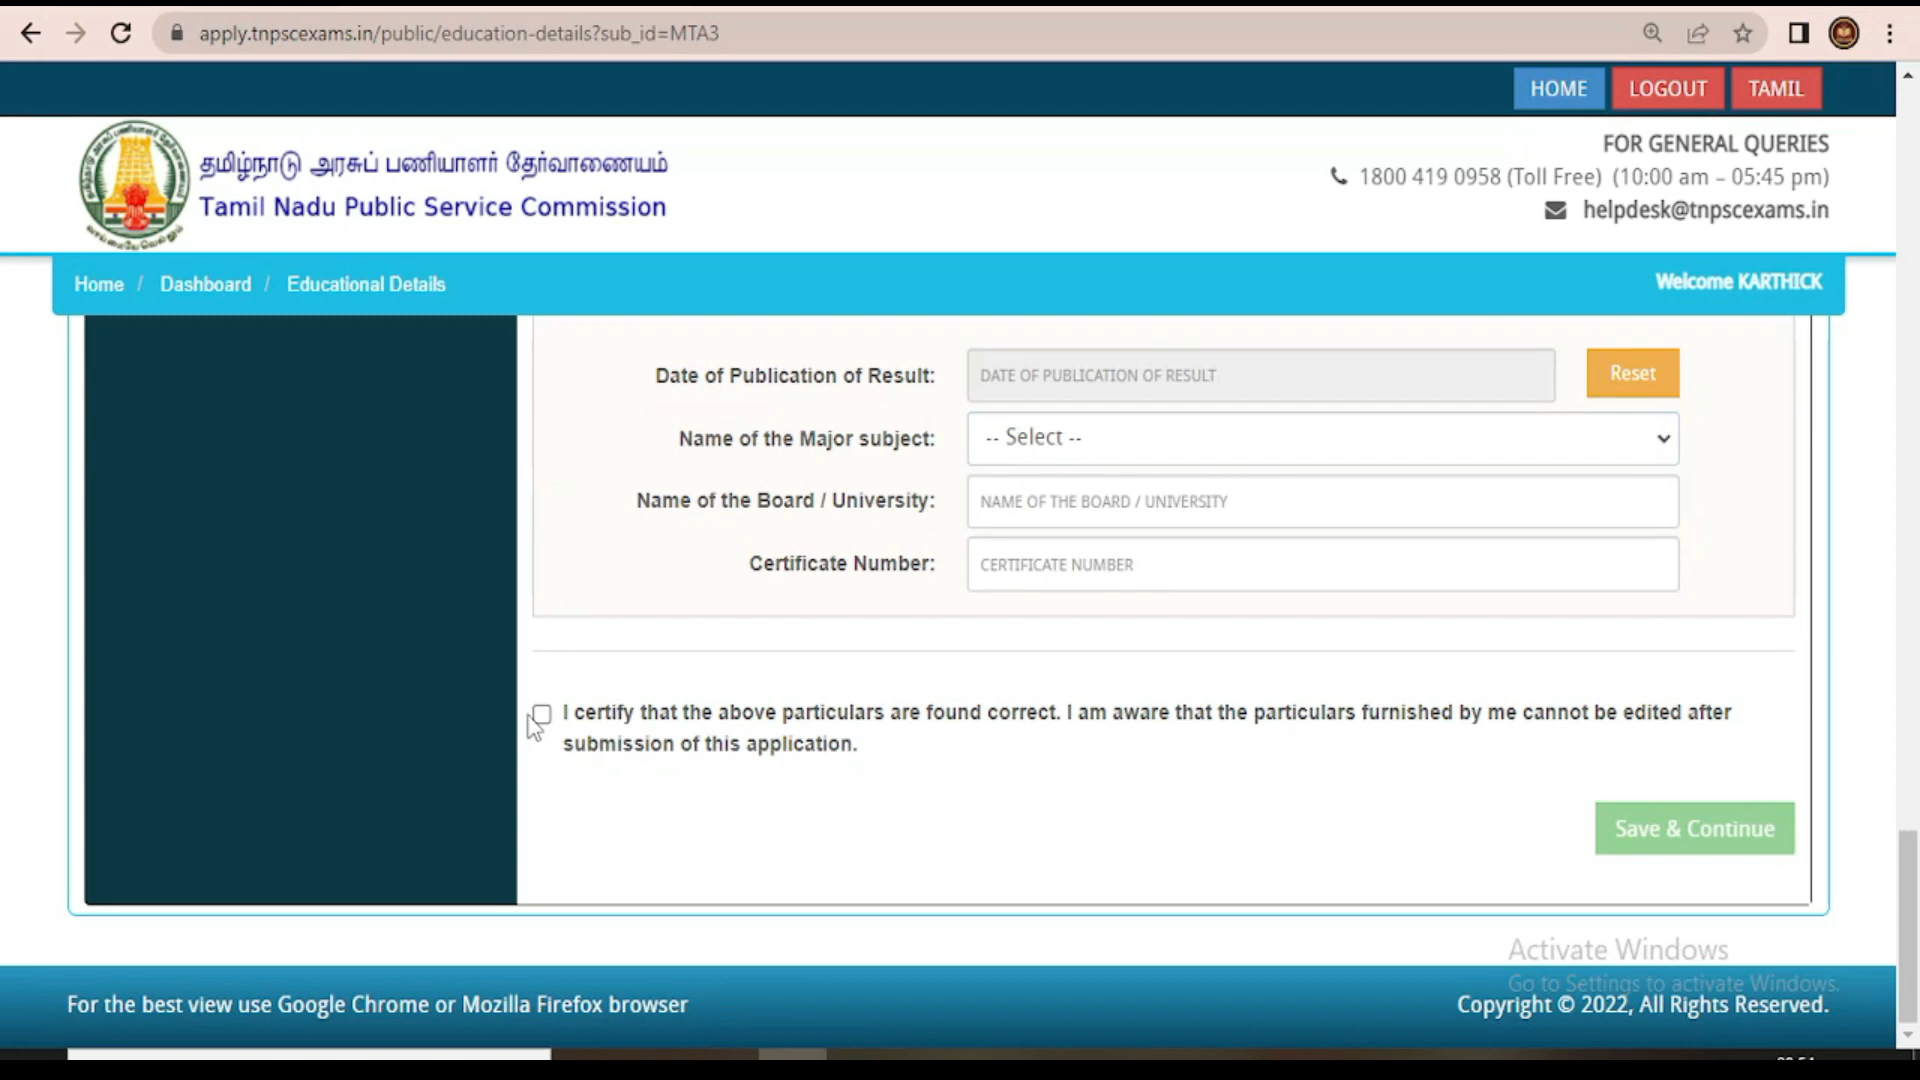 apply.tnpscexams.in/public/education-details?sub_id=MTA3
HOME LOGOUT TAMIL
தமிழ்நாடு அரசுப் பணியாளர் தேர்வாணையம்
Tamil Nadu Public Service Commission
FOR GENERAL QUERIES
1800 419 0958 (Toll Free) (10:00 am – 05:45 pm)
helpdesk@tnpscexams.in
Home / Dashboard / Educational Details
Welcome KARTHICK
Date of Publication of Result: DATE OF PUBLICATION OF RESULT Reset
Name of the Major subject: -- Select --
Name of the Board / University: NAME OF THE BOARD / UNIVERSITY
Certificate Number: CERTIFICATE NUMBER
I certify that the above particulars are found correct. I am aware that the particulars furnished by me cannot be edited after
submission of this application.
Save & Continue
Activate Windows
Go to Settings to activate Windows.
For the best view use Google Chrome or Mozilla Firefox browser
Copyright © 2022, All Rights Reserved.